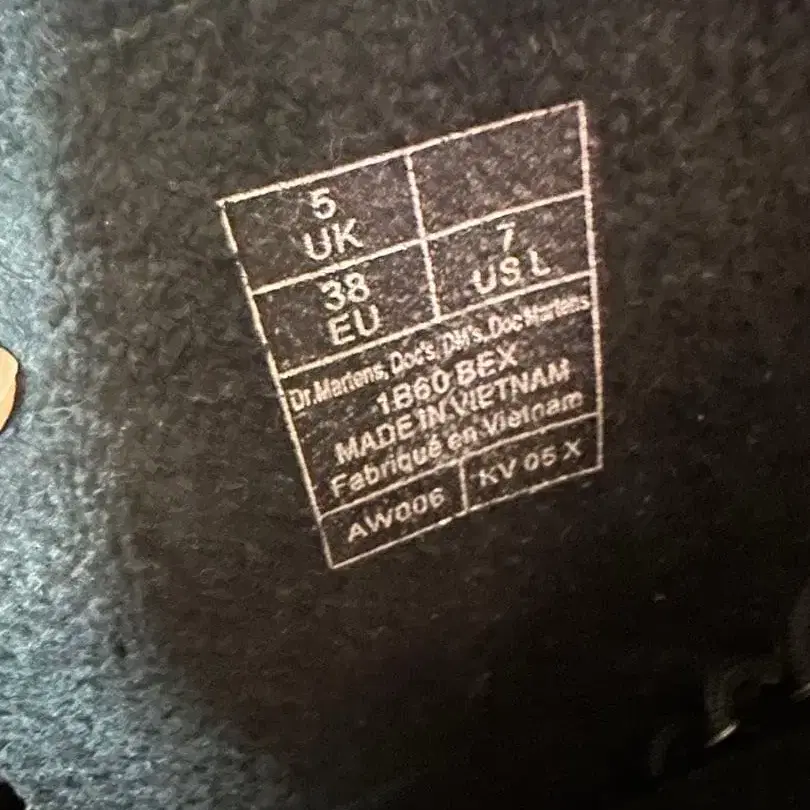 5
UK
38
EU
7
US L
Dr.Martens, Doc's, DM's, Doc Martens
1B60 BEX
MADE IN VIETNAM
Fabriqué en Vietnam
AW006
KV 05 X